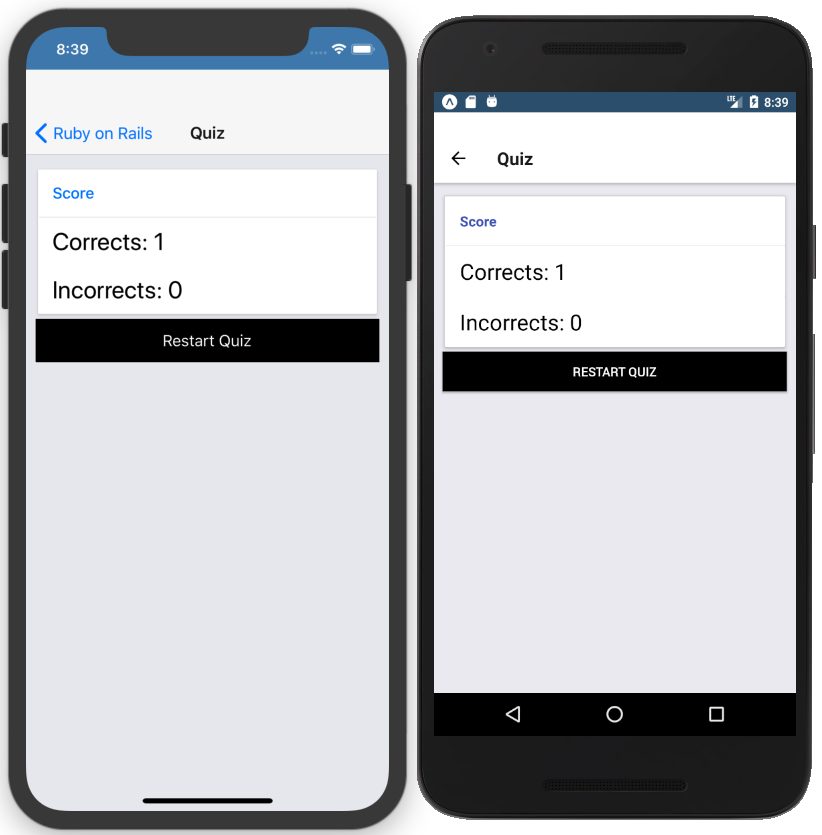 8:39
Ruby on Rails
Quiz
Score
Corrects: 1
Incorrects: 0
Restart Quiz
LTE
8:39
Quiz
Score
Corrects: 1
Incorrects: 0
RESTART QUIZ